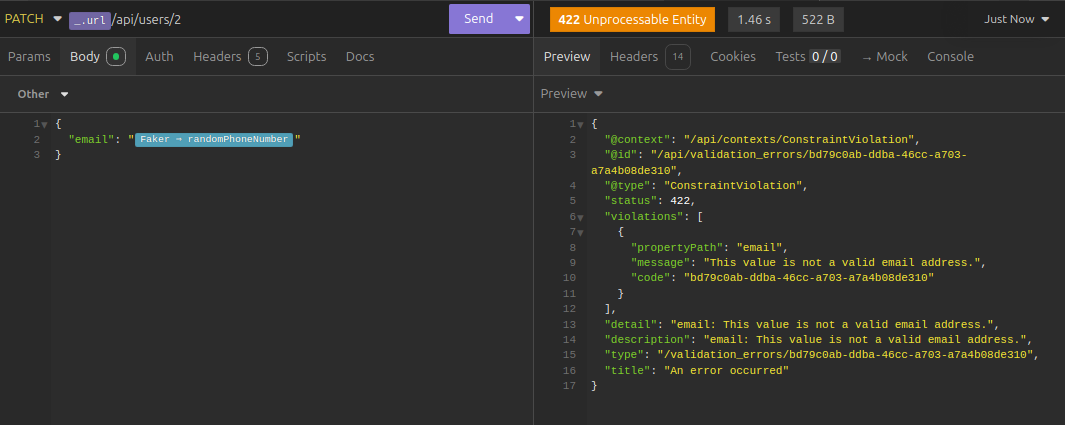 PATCH _.url /api/users/2 Send
422 Unprocessable Entity 1.46 s 522 B Just Now
Params Body Auth Headers 5 Scripts Docs
Preview Headers 14 Cookies Tests 0 / 0 → Mock Console
Other
Preview
1 {
2 "email": "Faker ⇒ randomPhoneNumber"
3 }
1 {
2 "@context": "/api/contexts/ConstraintViolation",
3 "@id": "/api/validation_errors/bd79c0ab-ddba-46cc-a703-
a7a4b08de310",
4 "@type": "ConstraintViolation",
5 "status": 422,
6 "violations": [
7 {
8 "propertyPath": "email",
9 "message": "This value is not a valid email address.",
10 "code": "bd79c0ab-ddba-46cc-a703-a7a4b08de310"
11 }
12 ],
13 "detail": "email: This value is not a valid email address.",
14 "description": "email: This value is not a valid email address.",
15 "type": "/validation_errors/bd79c0ab-ddba-46cc-a703-a7a4b08de310",
16 "title": "An error occurred"
17 }